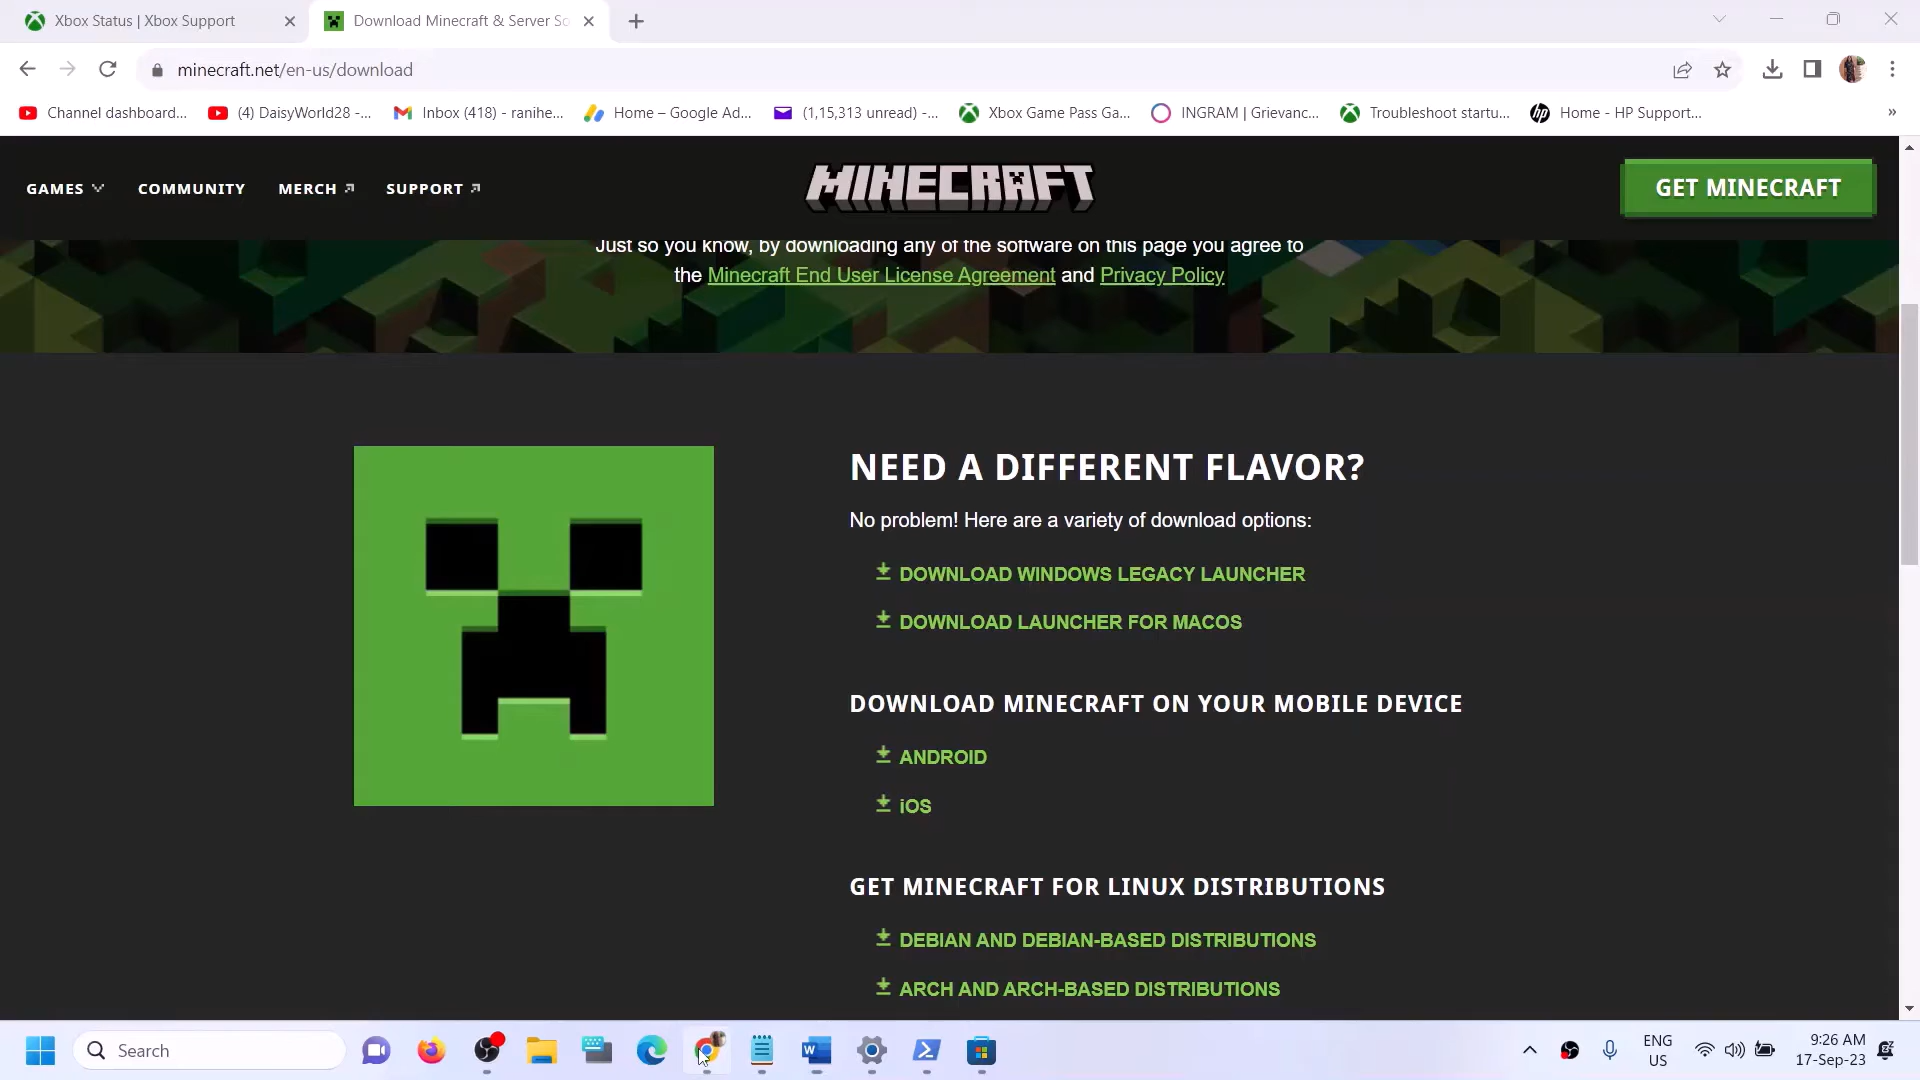 Xbox Status | Xbox Support
Download Minecraft & Server So
minecraft.net/en-us/download
Channel dashboard...
(4) DaisyWorld28 -...
Inbox (418) - ranihe...
Home – Google Ad...
(1,15,313 unread) -...
Xbox Game Pass Ga...
INGRAM | Grievanc...
Troubleshoot startu...
Home - HP Support...
»
GAMES
COMMUNITY
MERCH
SUPPORT
MINECRAFT
GET MINECRAFT
Just so you know, by downloading any of the software on this page you agree to
the Minecraft End User License Agreement and Privacy Policy
NEED A DIFFERENT FLAVOR?
No problem! Here are a variety of download options:
DOWNLOAD WINDOWS LEGACY LAUNCHER
DOWNLOAD LAUNCHER FOR MACOS
DOWNLOAD MINECRAFT ON YOUR MOBILE DEVICE
ANDROID
iOS
GET MINECRAFT FOR LINUX DISTRIBUTIONS
DEBIAN AND DEBIAN-BASED DISTRIBUTIONS
ARCH AND ARCH-BASED DISTRIBUTIONS
Search
ENG
US
9:26 AM
17-Sep-23